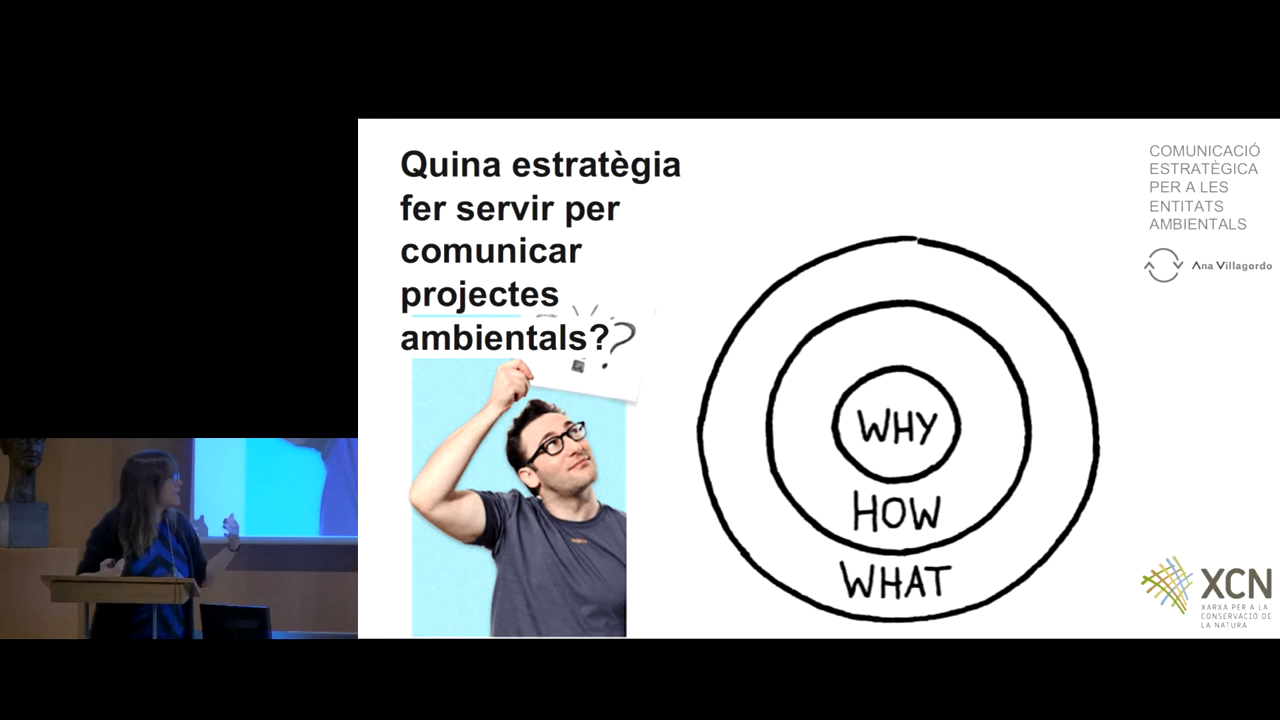 Quina estratègia
fer servir per
comunicar
projectes
ambientals?
?
WHY
HOW
WHAT
COMUNICACIÓ
ESTRATÈGICA
PER A LES
ENTITATS
AMBIENTALS
Ana Villagordo
XCN
XARXA PER A LA
CONSERVACIÓ DE
LA NATURA